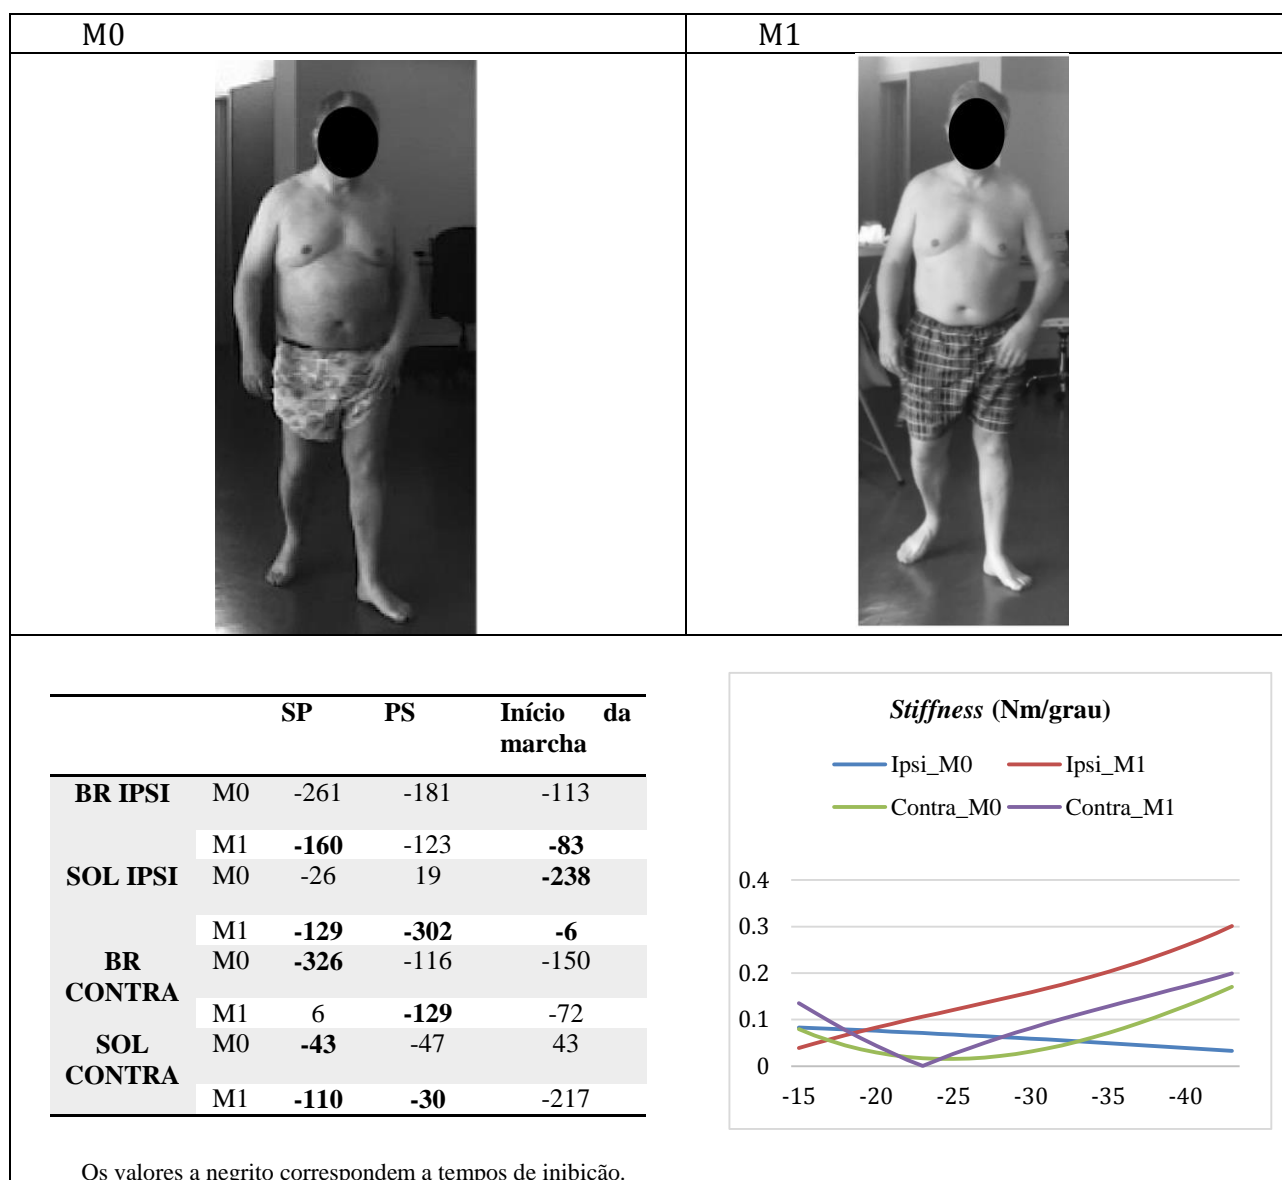 M0 M1
SP PS Início da
marcha
BR IPSI M0 -261 -181 -113
M1 -160 -123 -83
SOL IPSI M0 -26 19 -238
M1 -129 -302 -6
BR
CONTRA
M0 -326 -116 -150
M1 6 -129 -72
SOL
CONTRA
M0 -43 -47 43
M1 -110 -30 -217
Os valores a negrito correspondem a tempos de inibição.
Stiffness (Nm/grau)
Ipsi_M0 Ipsi_M1
Contra_M0 Contra_M1
0.4
0.3
0.2
0.1
0
-15 -20 -25 -30 -35 -40